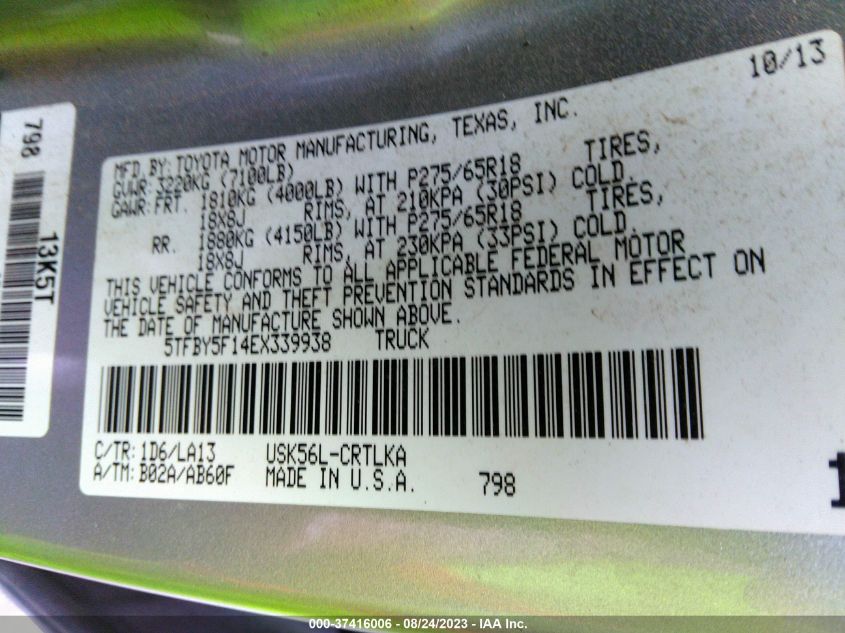 10/13
MFD BY: TOYOTA MOTOR MANUFACTURING, TEXAS, INC.
GVWR: 3220KG (7100LB)
GAWR: FRT. 1810KG (4000LB) WITH P275/65R18 TIRES,
18X8J RIMS, AT 210KPA (30PSI) COLD.
RR. 1880KG (4150LB) WITH P275/65R18 TIRES,
18X8J RIMS, AT 230KPA (33PSI) COLD.
THIS VEHICLE CONFORMS TO ALL APPLICABLE FEDERAL MOTOR
VEHICLE SAFETY AND THEFT PREVENTION STANDARDS IN EFFECT ON
THE DATE OF MANUFACTURE SHOWN ABOVE.
5TFBY5F14EX339938 TRUCK
C/TR: 1D6/LA13 USK56L-CRTLKA
A/TM: B02A/AB60F MADE IN U.S.A. 798
798
13K5T
000-37416006 - 08/24/2023 - IAA Inc.